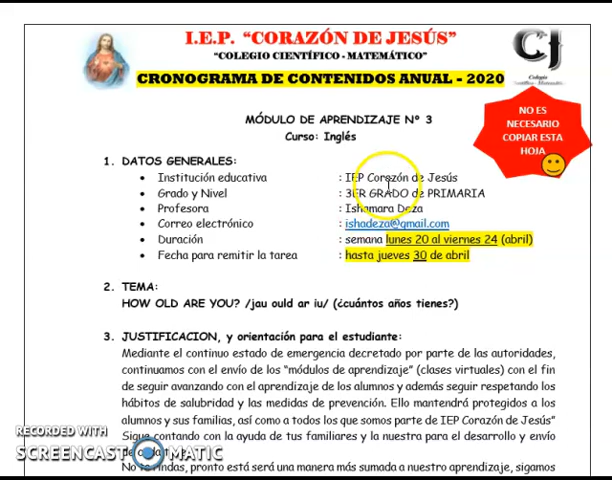 I.E.P. “CORAZÓN DE JESÚS”
“COLEGIO CIENTÍFICO - MATEMÁTICO”
CRONOGRAMA DE CONTENIDOS ANUAL - 2020
CJ
Colegio
NO ES
NECESARIO
COPIAR ESTA
HOJA
MÓDULO DE APRENDIZAJE Nº 3
Curso: Inglés
1. DATOS GENERALES:
• Institución educativa : IEP Corazón de Jesús
• Grado y Nivel : 3ER GRADO de PRIMARIA
• Profesora : Ishamara Deza
• Correo electrónico : ishadeza@gmail.com
• Duración : semana lunes 20 al viernes 24 (abril)
• Fecha para remitir la tarea : hasta jueves 30 de abril
2. TEMA:
HOW OLD ARE YOU? /jau ould ar iu/ (¿cuántos años tienes?)
3. JUSTIFICACION, y orientación para el estudiante:
Mediante el continuo estado de emergencia decretado por parte de las autoridades,
continuamos con el envío de los “módulos de aprendizaje” (clases virtuales) con el fin
de seguir avanzando con el aprendizaje de los alumnos y además seguir respetando los
hábitos de salubridad y las medidas de prevención. Ello mantendrá protegidos a los
alumnos y sus familias, así como a todos los que somos parte de IEP Corazón de Jesús”
Sigue contando con la ayuda de tus familiares y la nuestra para el desarrollo y envío
de cada
No te rindas, pronto está será una manera más sumada a nuestro aprendizaje, sigamos
RECORDED WITH
SCREENCAST MATIC